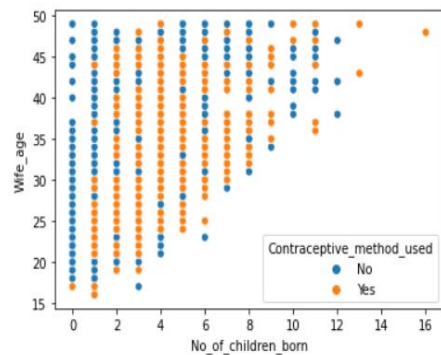 50
45
40
35
30
25
20
15
Wife_age
Contraceptive_method_used
No
Yes
0 2 4 6 8 10 12 14 16
No_of_children_born